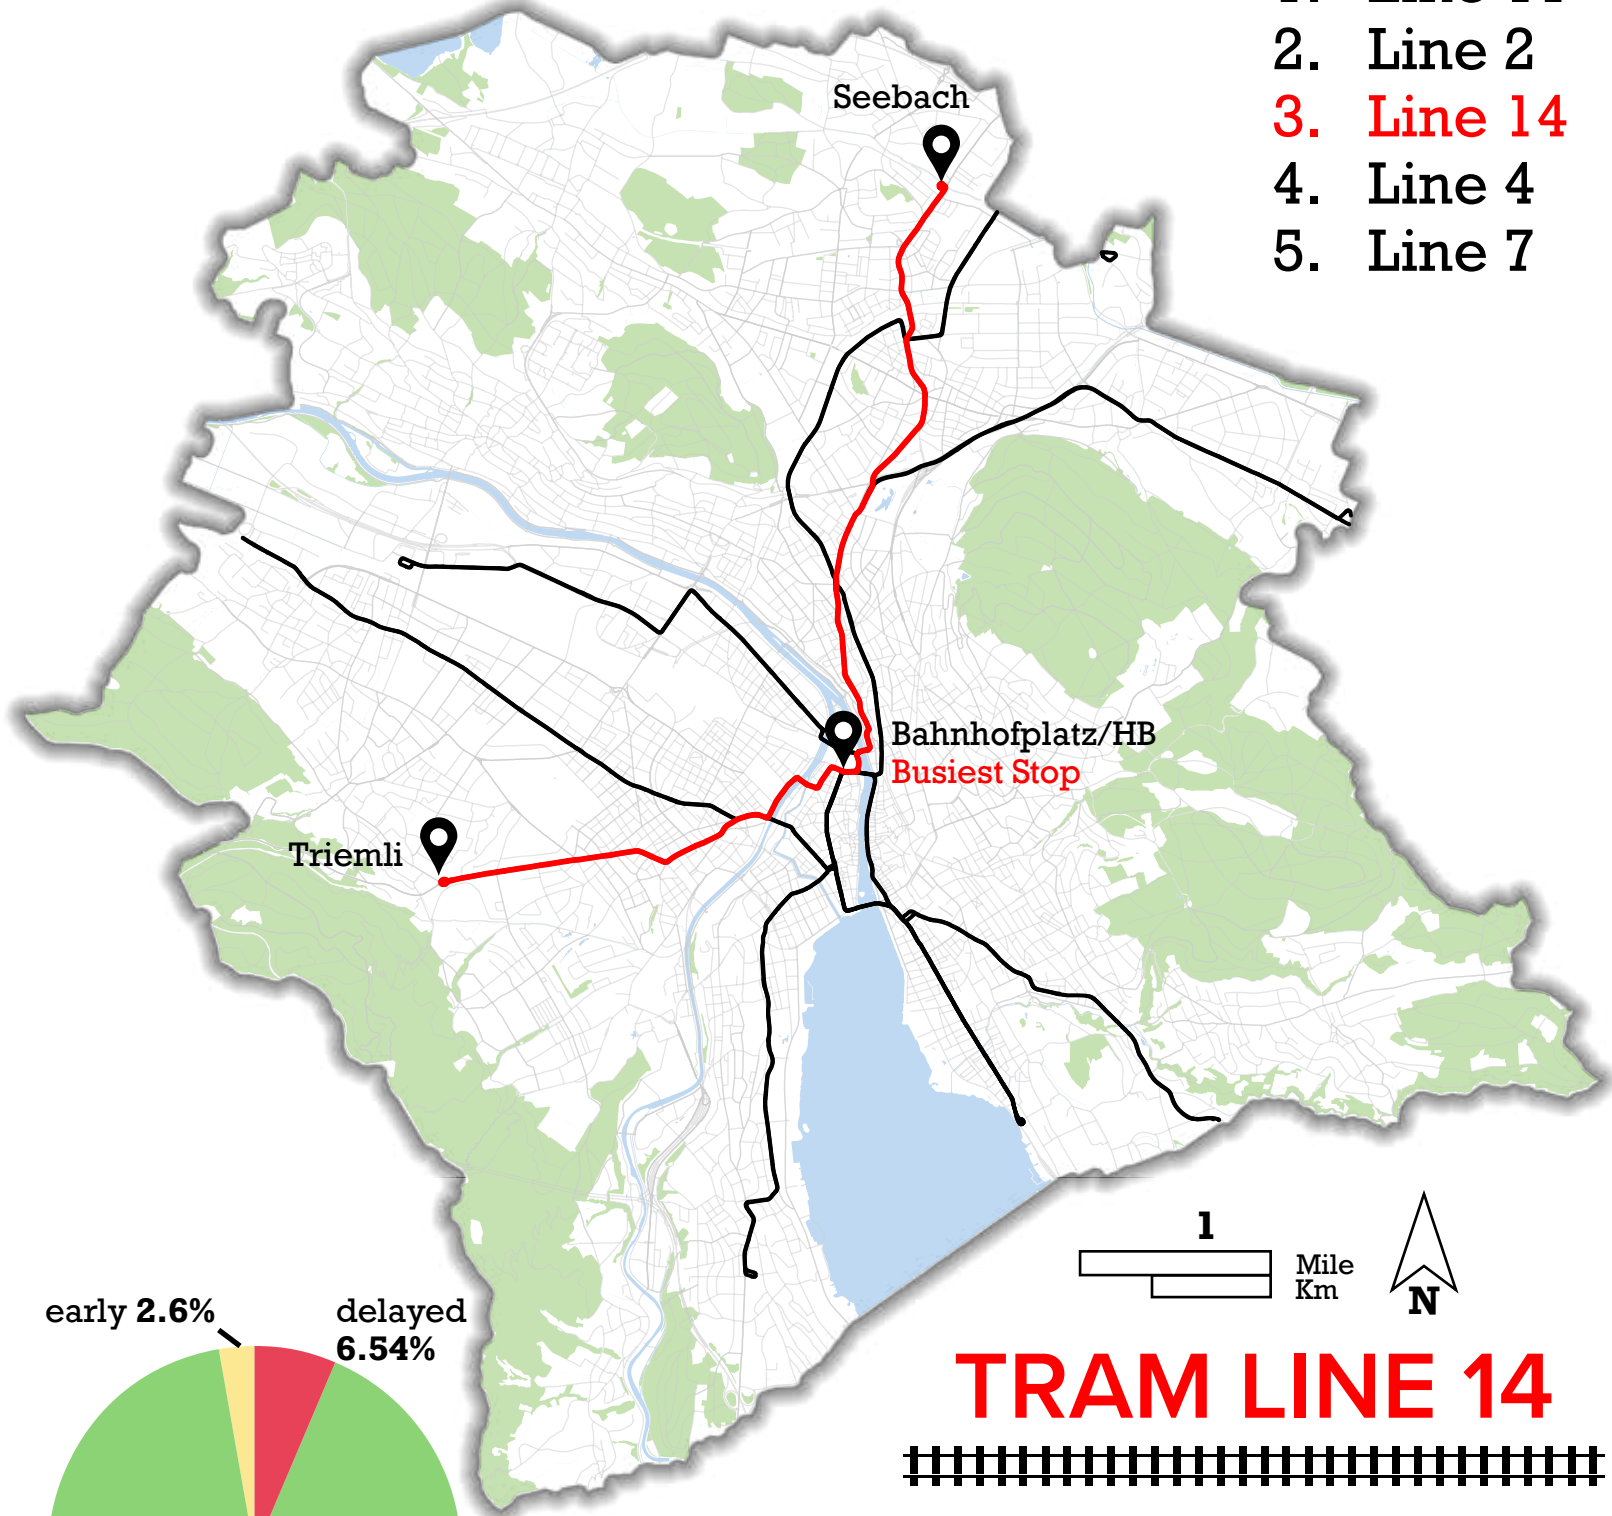 2. Line 2
3. Line 14
4. Line 4
5. Line 7
Seebach
Bahnhofplatz/HB
Busiest Stop
Triemli
1
Mile
Km
N
early 2.6%
delayed
6.54%
TRAM LINE 14